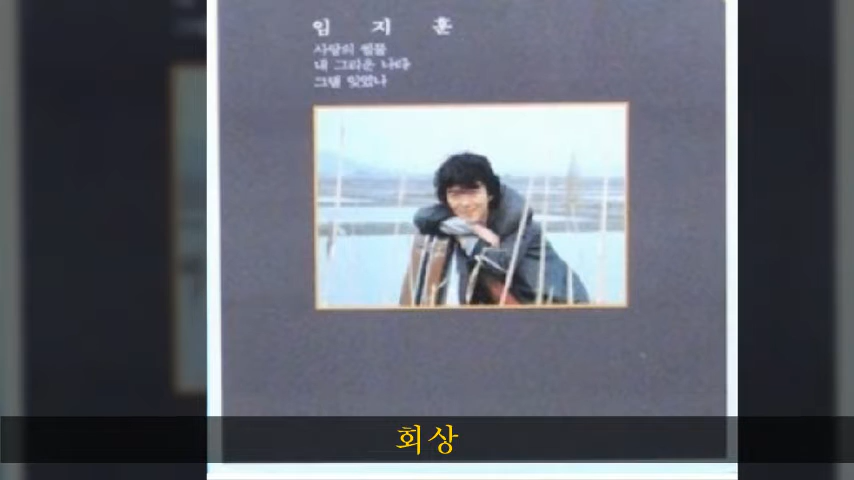 임 지 훈
사랑의 썰물
내 그리운 나라
그댈 잊었나
회상